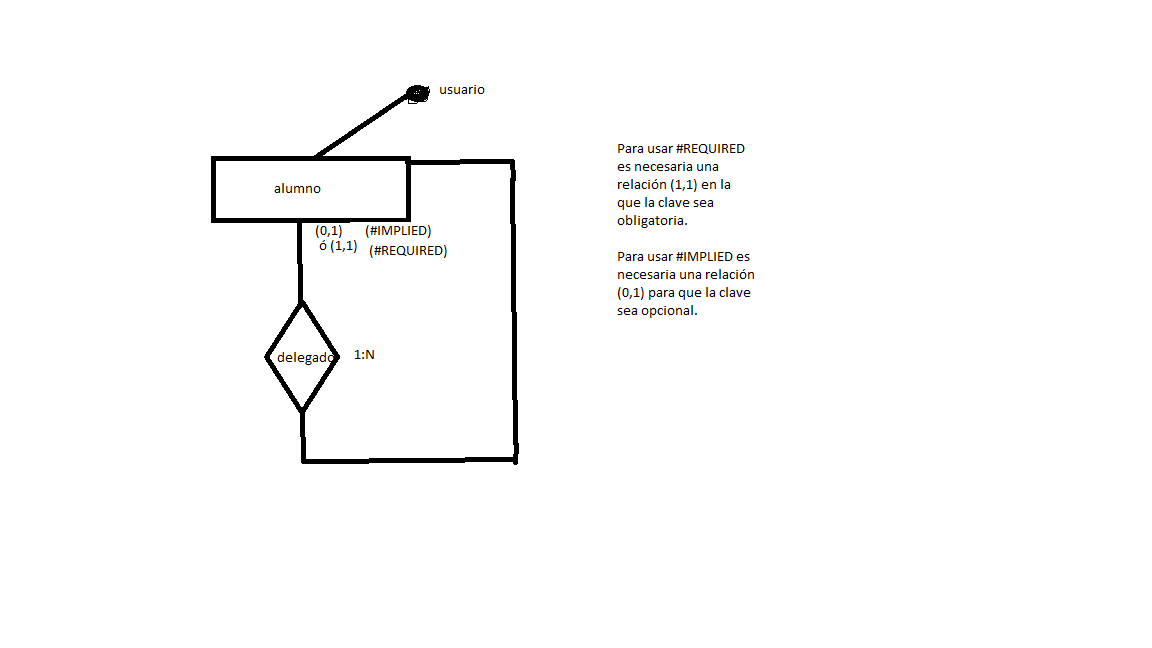 usuario
alumno
(0,1) (#IMPLIED)
ó (1,1) (#REQUIRED)
delegado 1:N
Para usar #REQUIRED
es necesaria una
relación (1,1) en la
que la clave sea
obligatoria.
Para usar #IMPLIED es
necesaria una relación
(0,1) para que la clave
sea opcional.